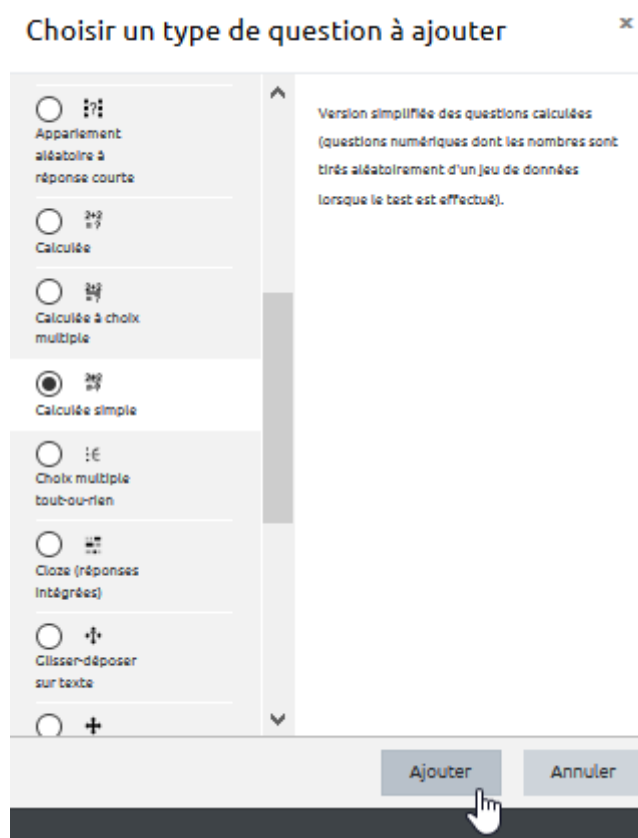 Choisir un type de question à ajouter
Appariement
aléatoire à
réponse courte
Calculée
Calculée à choix
multiple
Calculée simple
Choix multiple
tout-ou-rien
Cloze (réponses
intégrées)
Glisser-déposer
sur texte
Version simplifiée des questions calculées
(questions numériques dont les nombres sont
tirés aléatoirement d'un jeu de données
lorsque le test est effectué).
Ajouter
Annuler